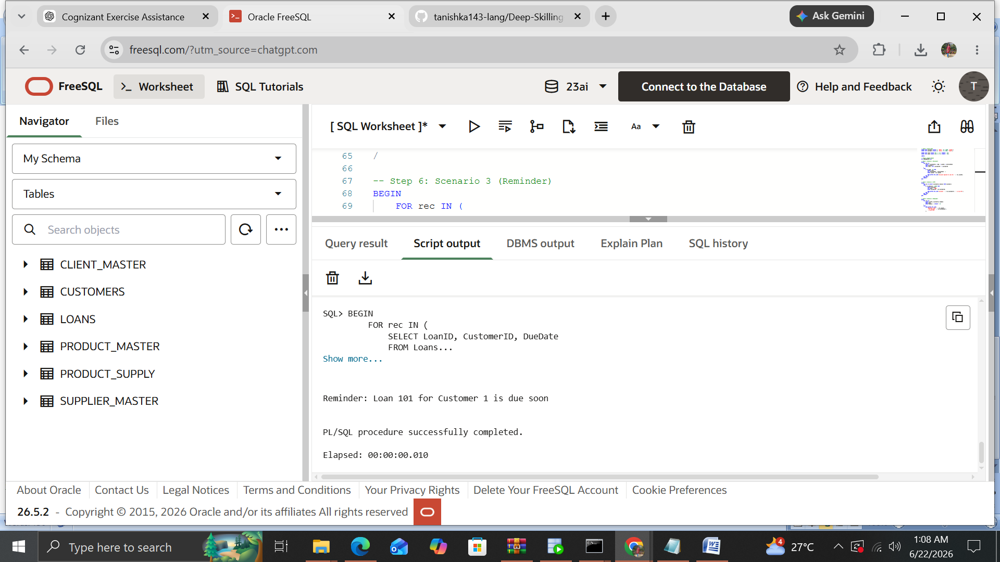 Cognizant Exercise Assistance
Oracle FreeSQL
tanishka143-lang/Deep-Skilling
Ask Gemini
freesql.com/?utm_source=chatgpt.com
FreeSQL
Worksheet
SQL Tutorials
23ai
Connect to the Database
Help and Feedback
T
Navigator
Files
My Schema
Tables
Search objects
CLIENT_MASTER
CUSTOMERS
LOANS
PRODUCT_MASTER
PRODUCT_SUPPLY
SUPPLIER_MASTER
[ SQL Worksheet ]*
Aa
65 /
66
67 -- Step 6: Scenario 3 (Reminder)
68 BEGIN
69 FOR rec IN (
Query result
Script output
DBMS output
Explain Plan
SQL history
SQL> BEGIN
FOR rec IN (
SELECT LoanID, CustomerID, DueDate
FROM Loans...
Show more...
Reminder: Loan 101 for Customer 1 is due soon
PL/SQL procedure successfully completed.
Elapsed: 00:00:00.010
About Oracle
Contact Us
Legal Notices
Terms and Conditions
Your Privacy Rights
Delete Your FreeSQL Account
Cookie Preferences
26.5.2 - Copyright © 2015, 2026 Oracle and/or its affiliates All rights reserved
Type here to search
4
27°C
1:08 AM
6/22/2026